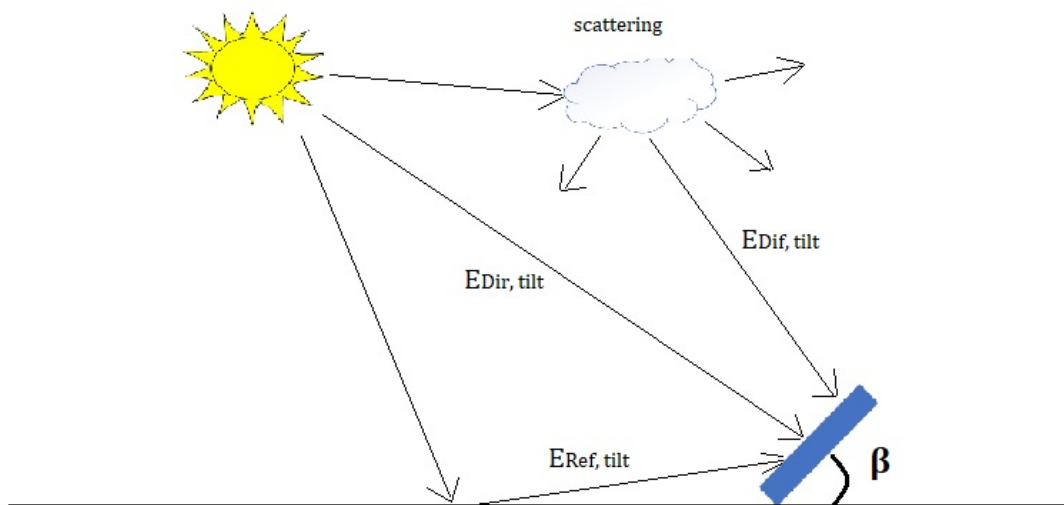 scattering
EDif, tilt
EDir, tilt
ERef, tilt
β